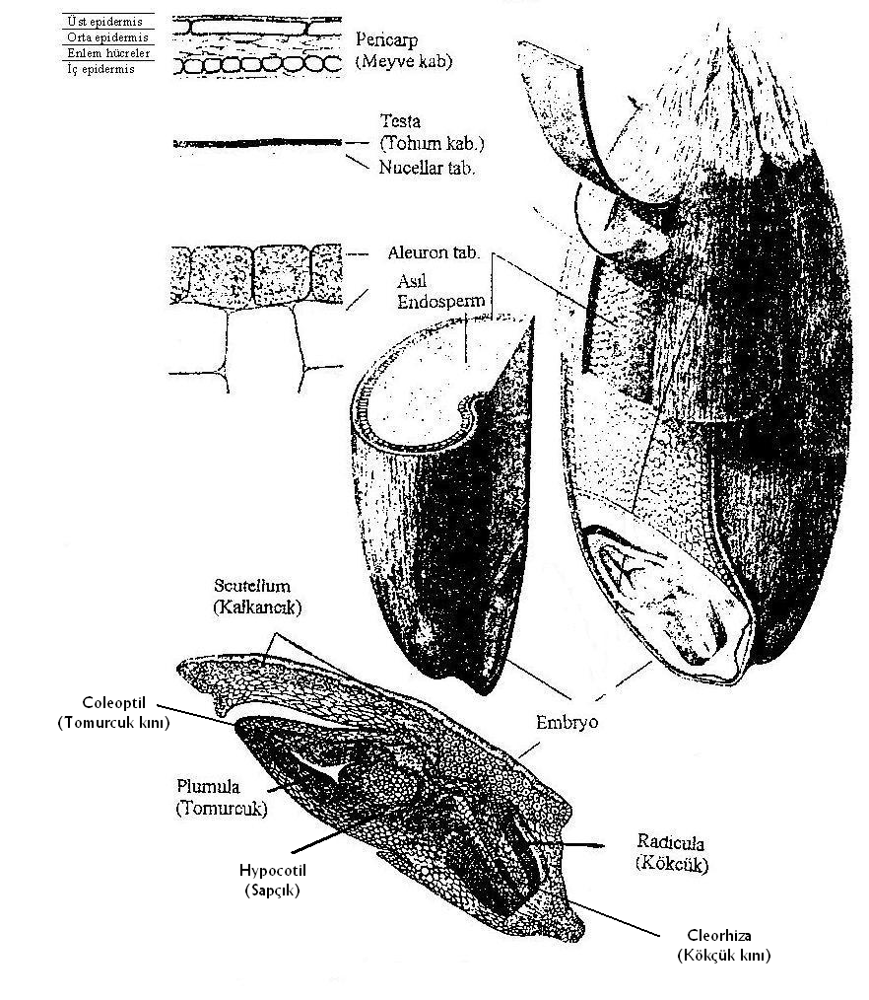 Üst epidermis
Orta epidermis
Enlem hücreler
İç epidermis
Pericarp
(Meyve kab)
Testa
(Tohum kab.)
Nucellar tab.
Aleuron tab.
Asıl
Endosperm
Scutellum
(Kalkancık)
Coleoptil
(Tomurcuk kını)
Embryo
Plumula
(Tomurcuk)
Radicula
(Kökcük)
Hypocotil
(Sapçık)
Cleorhiza
(Kökçük kını)